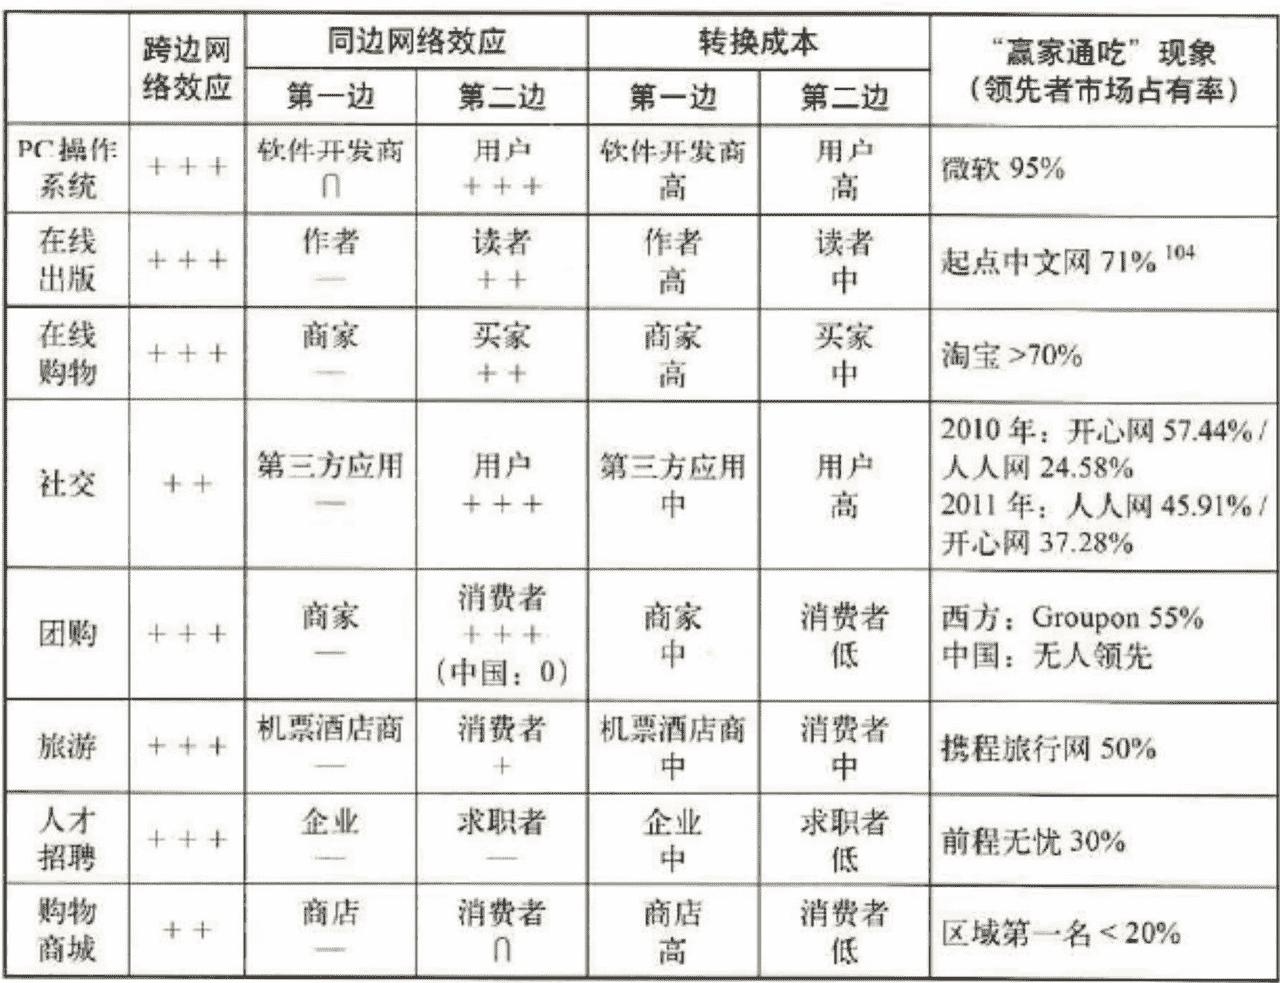 跨边网络效应 同边网络效应 转换成本 “赢家通吃”现象（领先者市场占有率）
第一边 第二边 第一边 第二边
PC操作系统 +++ 软件开发商 ∩ 用户 +++ 软件开发商 高 用户 高 微软 95%
在线出版 +++ 作者 — 读者 ++ 作者 高 读者 中 起点中文网 71% 104
在线购物 +++ 商家 — 买家 ++ 商家 高 买家 中 淘宝 >70%
社交 ++ 第三方应用 — 用户 +++ 第三方应用 中 用户 高 2010 年：开心网 57.44% / 人人网 24.58% 2011 年：人人网 45.91% / 开心网 37.28%
团购 +++ 商家 — 消费者 +++ （中国：0） 商家 中 消费者 低 西方：Groupon 55% 中国：无人领先
旅游 +++ 机票酒店商 — 消费者 + 机票酒店商 中 消费者 中 携程旅行网 50%
人才招聘 +++ 企业 — 求职者 — 企业 中 求职者 低 前程无忧 30%
购物商城 ++ 商店 — 消费者 ∩ 商店 高 消费者 低 区域第一名 < 20%